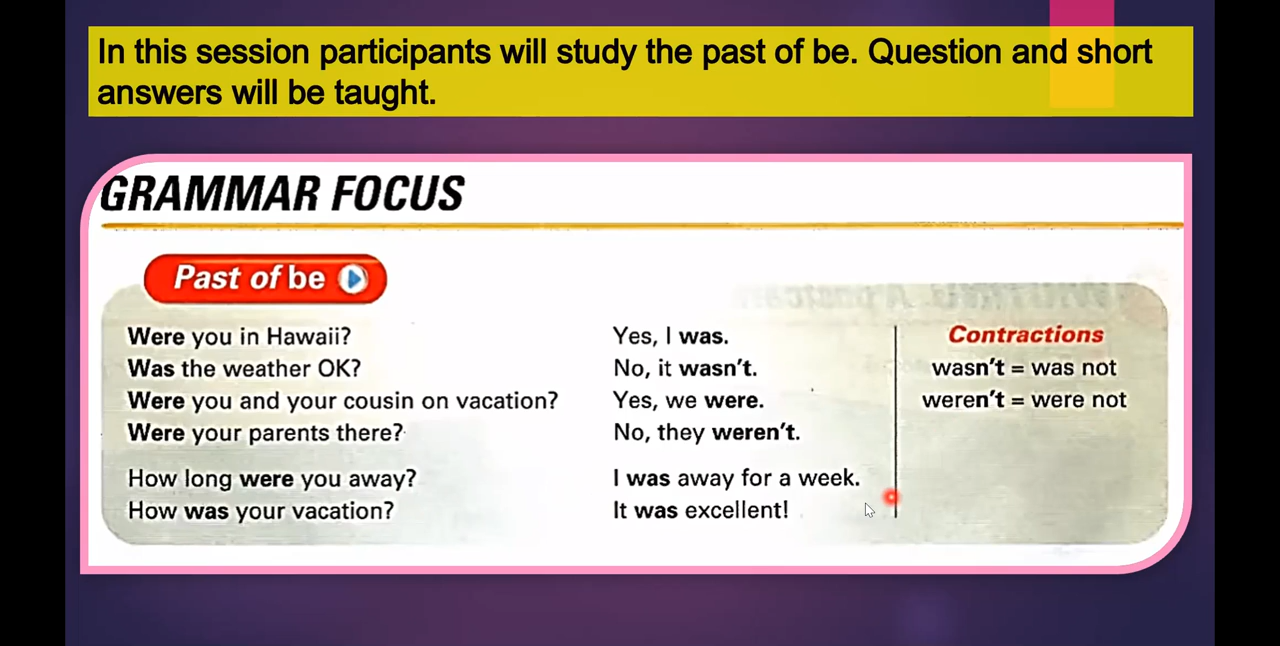 In this session participants will study the past of be. Question and short
answers will be taught.
GRAMMAR FOCUS
Past of be
Were you in Hawaii? Yes, I was. Contractions
Was the weather OK? No, it wasn't. wasn't = was not
Were you and your cousin on vacation? Yes, we were. weren't = were not
Were your parents there? No, they weren't.
How long were you away? I was away for a week.
How was your vacation? It was excellent!